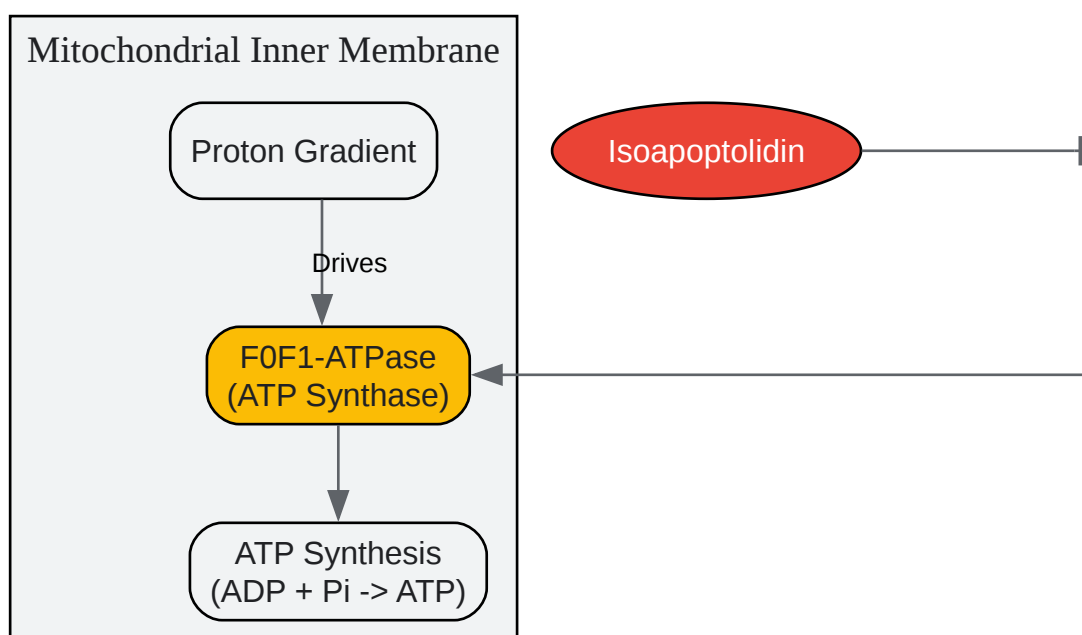 Mitochondrial Inner Membrane
Proton Gradient
Isoapoptolidin
Drives
F0F1-ATPase
(ATP Synthase)
ATP Synthesis
(ADP + Pi -> ATP)